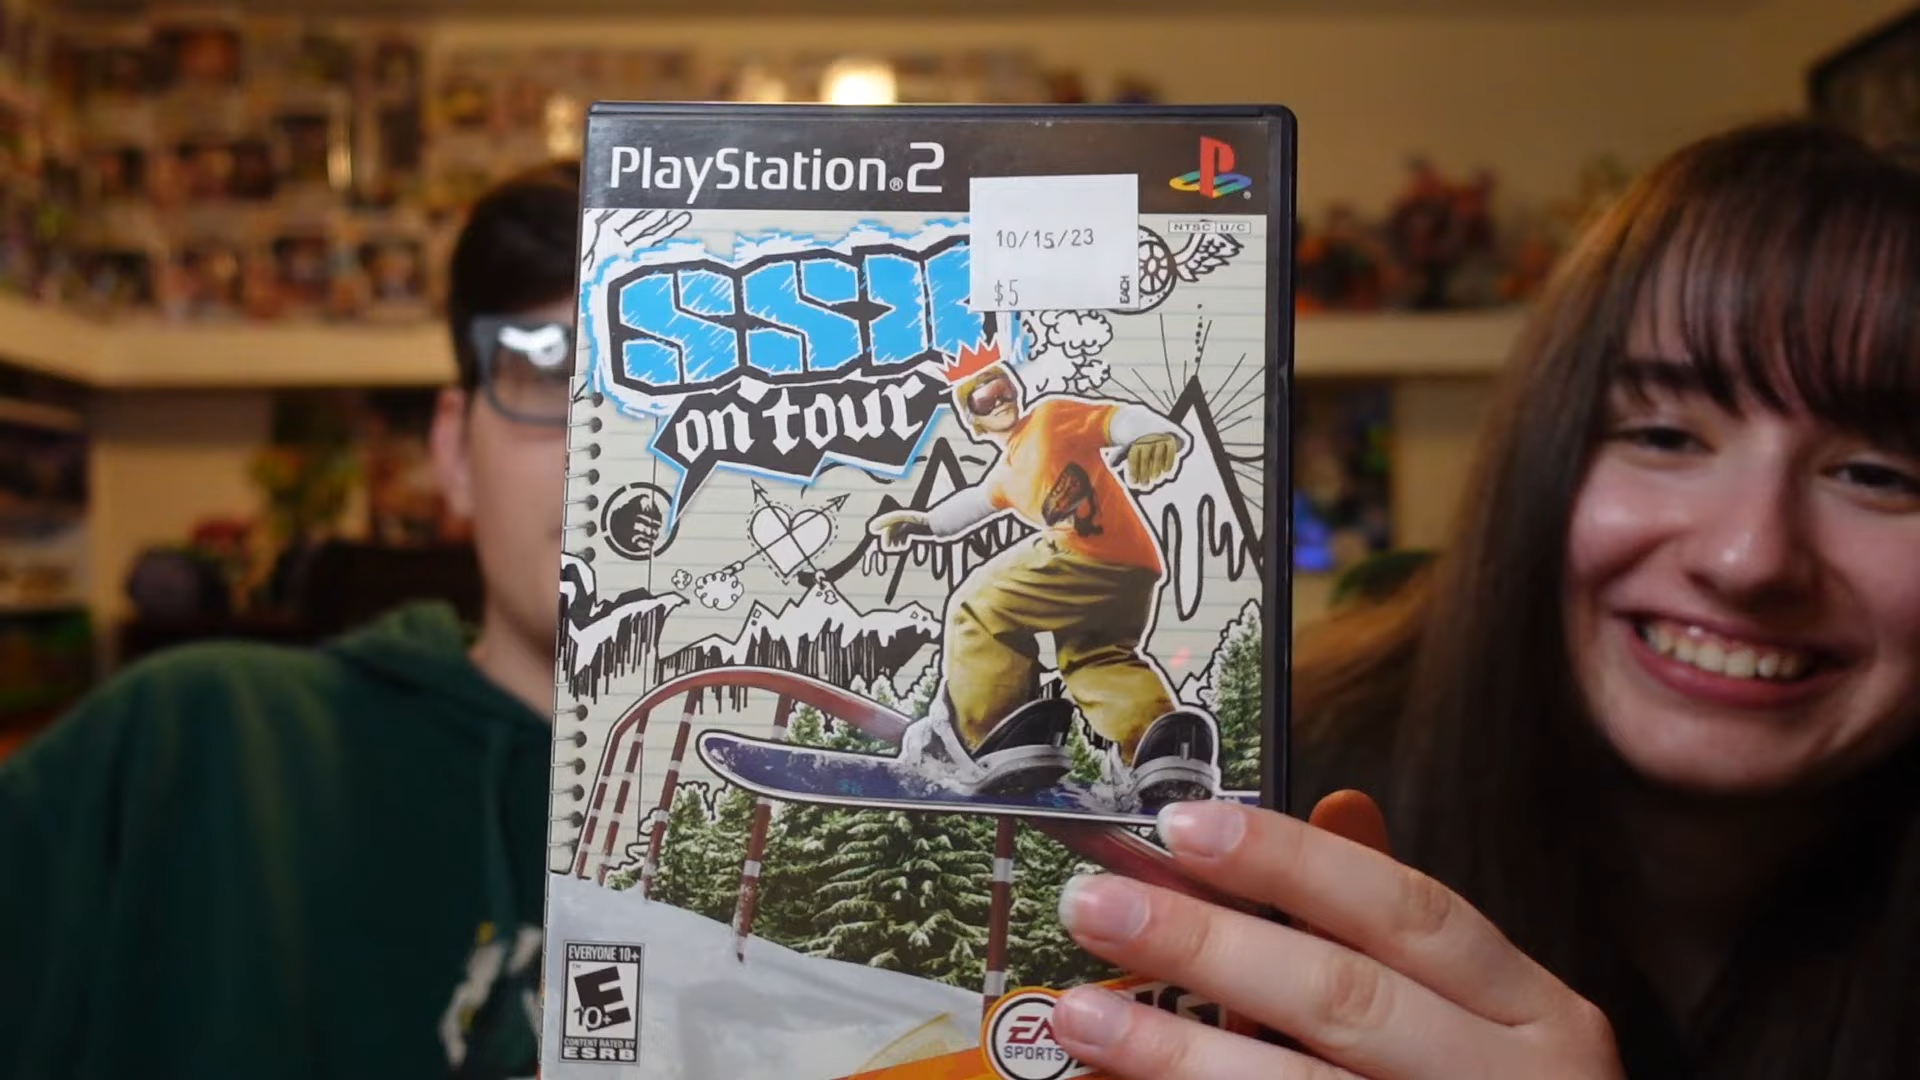 PlayStation®2
NTSC U/C
10/15/23
$5
EACH
SSX
on tour
EVERYONE 10+
E
10+
CONTENT RATED BY
ESRB
EA
SPORTS